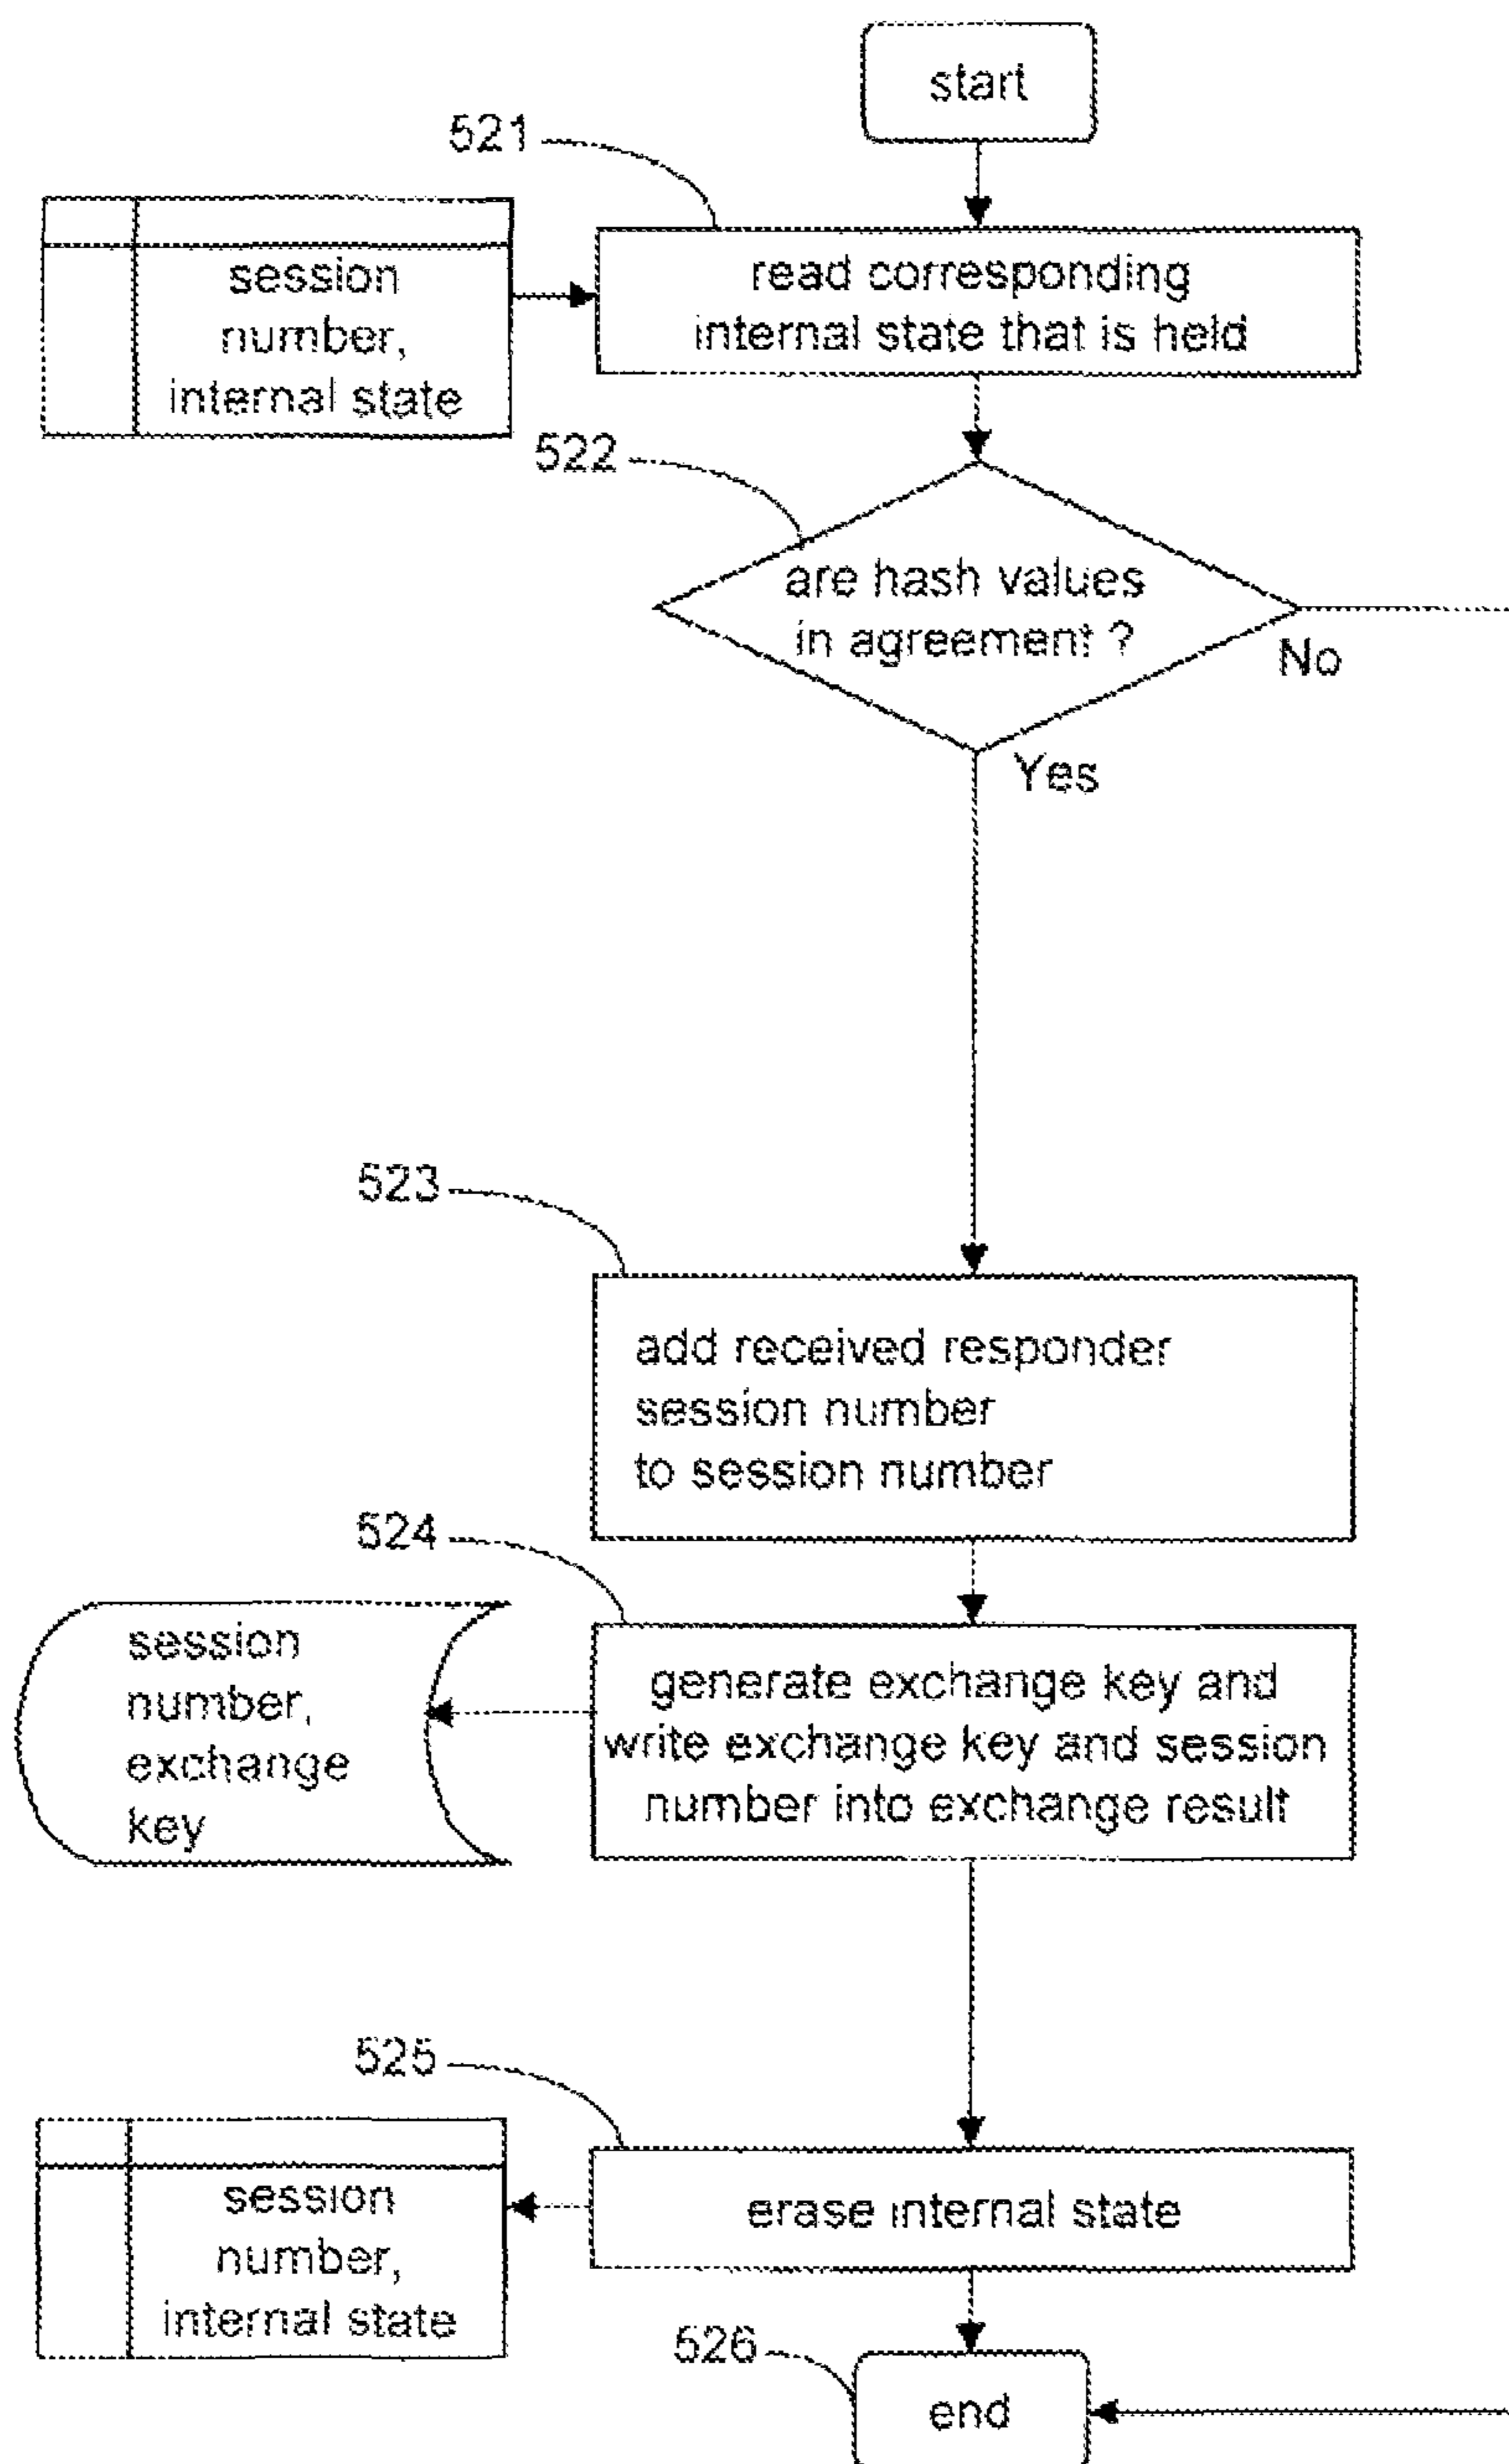 start
521
session
number,
internal state
read corresponding
internal state that is held
522
are hash values
in agreement ?
No
Yes
523
add received responder
session number
to session number
524
session
number,
exchange
key
generate exchange key and
write exchange key and session
number into exchange result
525
session
number,
internal state
erase internal state
526
end